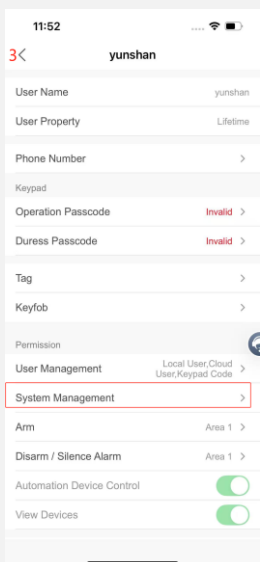 11:52
3
yunshan
User Name yunshan
User Property Lifetime
Phone Number
Keypad
Operation Passcode Invalid
Duress Passcode Invalid
Tag
Keyfob
Permission
User Management Local User,Cloud
User,Keypad Code
System Management
Arm Area 1
Disarm / Silence Alarm Area 1
Automation Device Control
View Devices